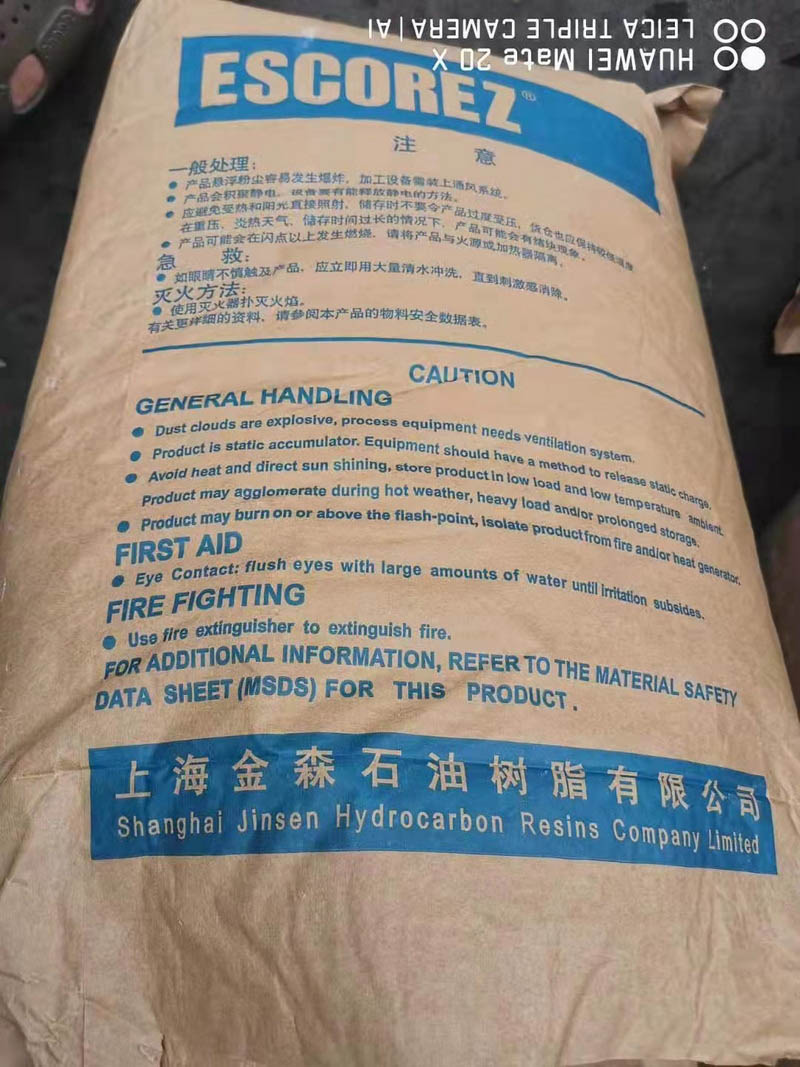 HUAWEI Mate 20 X
LEICA TRIPLE CAMERA | AI
ESCOREZ®
注 意
一般处理：
● 产品悬浮粉尘容易发生爆炸，加工设备需装上通风系统。
● 产品会积聚静电，设备要有能释放静电的方法。
● 应避免受热和阳光直接照射，储存时不要令产品过度受压，货仓也应保持较低温度
在重压、炎热天气、储存时间过长的情况下，产品可能会有结块现象。
● 产品可能会在闪点以上发生燃烧，请将产品与火源或加热器隔离。
急 救：
● 如眼睛不慎触及产品，应立即用大量清水冲洗，直到刺激感消除。
灭火方法：
● 使用灭火器扑灭火焰。
有关更详细的资料，请参阅本产品的物料安全数据表。
CAUTION
GENERAL HANDLING
● Dust clouds are explosive, process equipment needs ventilation system.
● Product is static accumulator. Equipment should have a method to release static charge.
● Avoid heat and direct sun shining, store product in low load and low temperature ambient.
Product may agglomerate during hot weather, heavy load and/or prolonged storage.
● Product may burn on or above the flash-point, isolate product from fire and/or heat generator.
FIRST AID
● Eye Contact: flush eyes with large amounts of water until irritation subsides.
FIRE FIGHTING
● Use fire extinguisher to extinguish fire.
FOR ADDITIONAL INFORMATION, REFER TO THE MATERIAL SAFETY
DATA SHEET (MSDS) FOR THIS PRODUCT.
上海金森石油树脂有限公司
Shanghai Jinsen Hydrocarbon Resins Company Limited